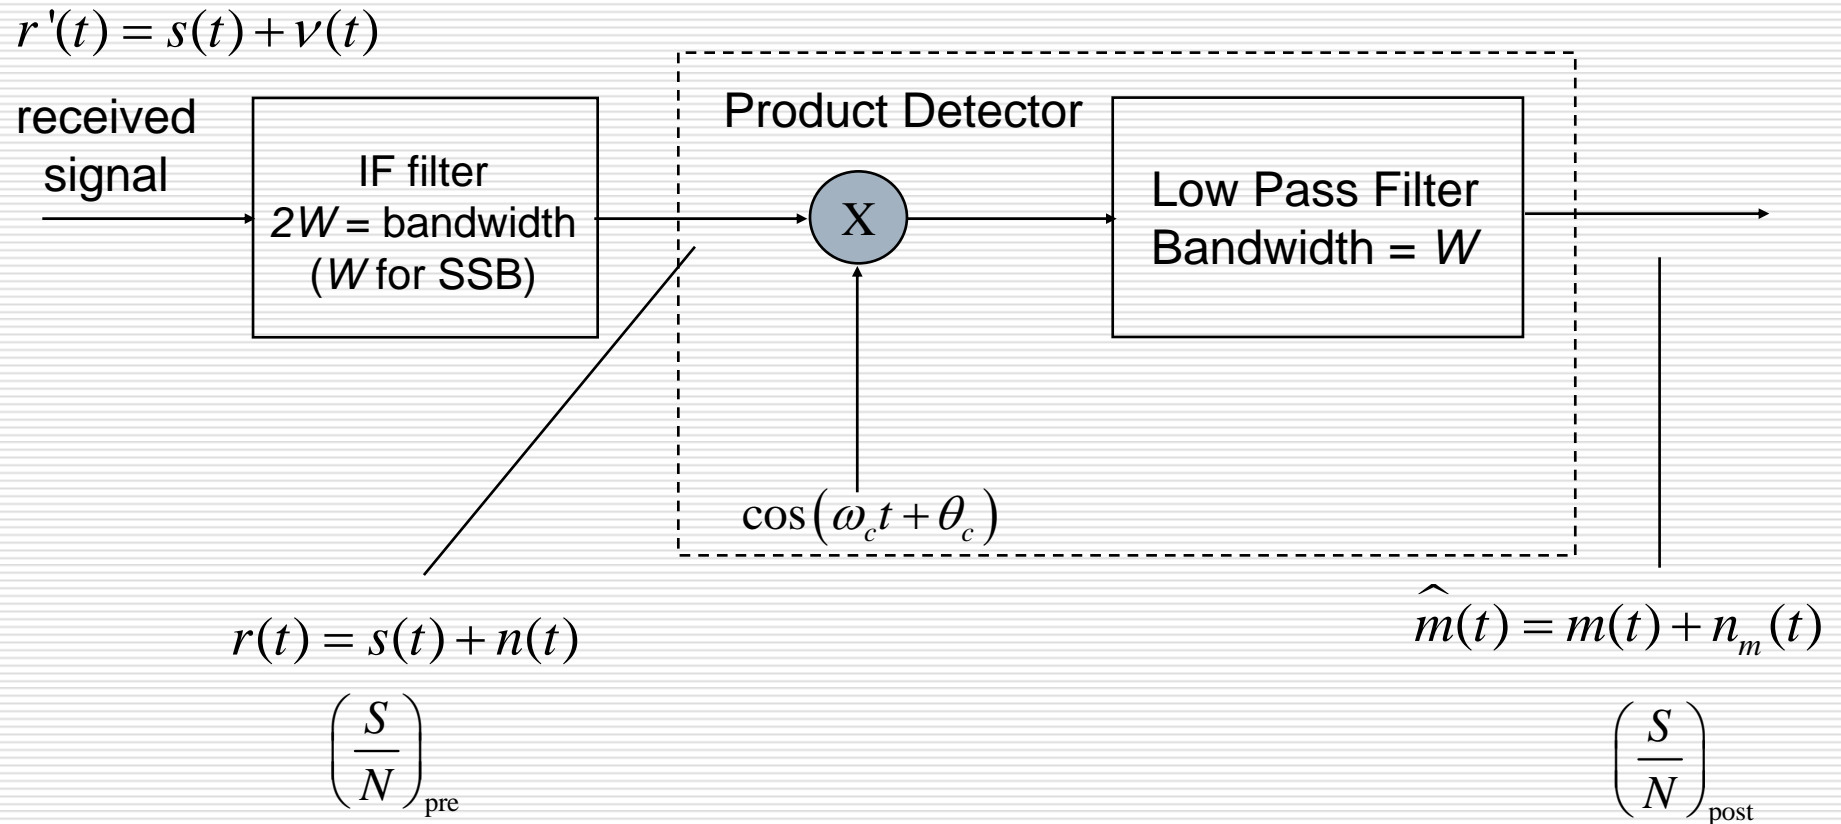 r'(t) = s(t) + ν(t)
received
signal
IF filter
2W = bandwidth
(W for SSB)
Product Detector
X
Low Pass Filter
Bandwidth = W
cos(ω_c t + θ_c)
r(t) = s(t) + n(t)
(S/N)_pre
m̂(t) = m(t) + n_m(t)
(S/N)_post